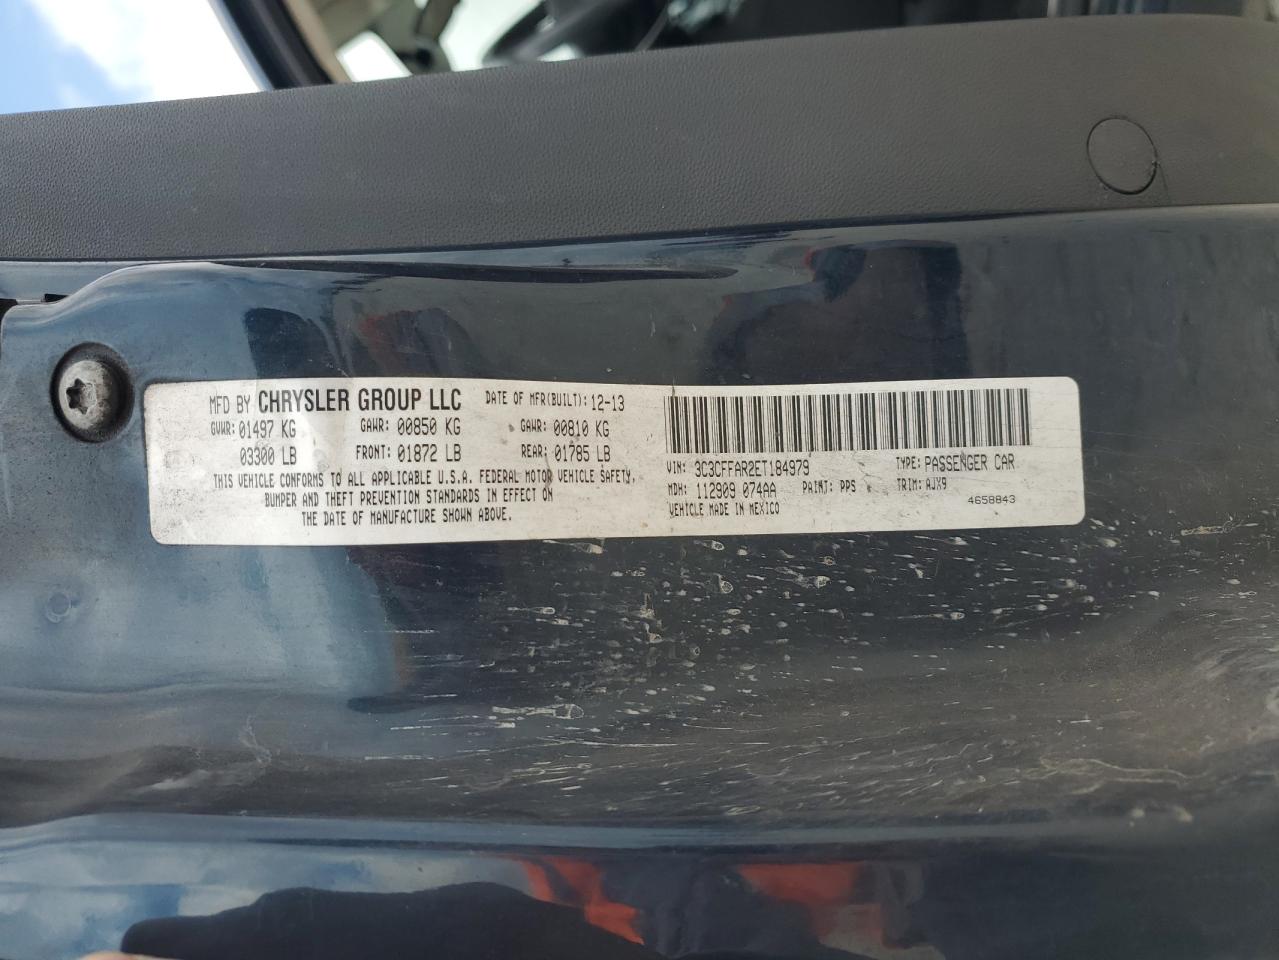 MFD BY CHRYSLER GROUP LLC DATE OF MFR(BUILT): 12-13
GVWR: 01497 KG GAWR: 00850 KG GAWR: 00810 KG
03300 LB FRONT: 01872 LB REAR: 01785 LB
THIS VEHICLE CONFORMS TO ALL APPLICABLE U.S.A. FEDERAL MOTOR VEHICLE SAFETY,
BUMPER AND THEFT PREVENTION STANDARDS IN EFFECT ON
THE DATE OF MANUFACTURE SHOWN ABOVE.
VIN: 3C3CFFAR2ET184979 TYPE: PASSENGER CAR
MDH: 112909 074AA PAINT: PPS TRIM: AJX9
VEHICLE MADE IN MEXICO 4658843